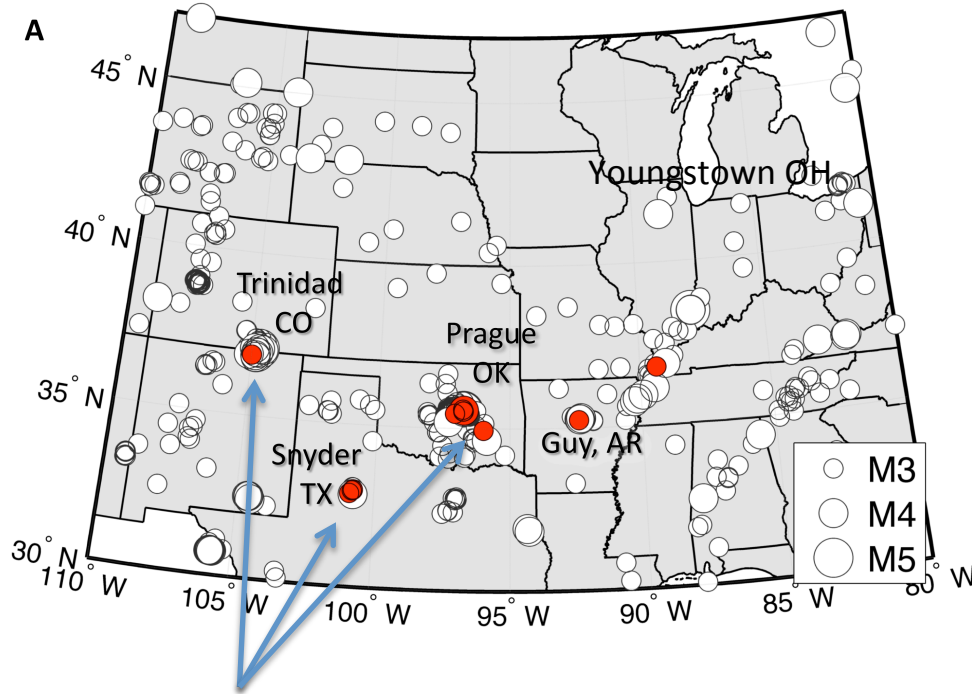 A
45° N
Youngstown OH
40° N
Trinidad
CO
Prague
OK
35° N
Guy, AR
Snyder
TX
M3
M4
M5
30° N
110° W
105° W
100° W
95° W
90° W
85° W
80° W